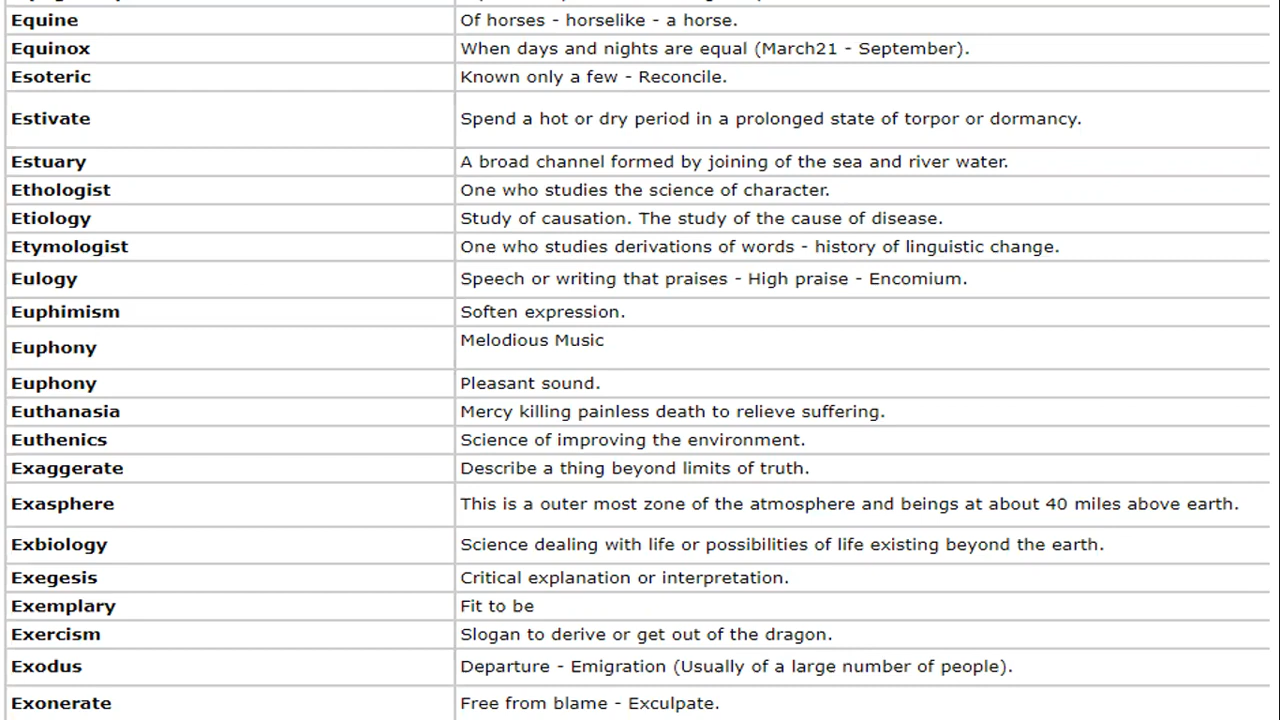 Equine Of horses - horselike - a horse.
Equinox When days and nights are equal (March21 - September).
Esoteric Known only a few - Reconcile.
Estivate Spend a hot or dry period in a prolonged state of torpor or dormancy.
Estuary A broad channel formed by joining of the sea and river water.
Ethologist One who studies the science of character.
Etiology Study of causation. The study of the cause of disease.
Etymologist One who studies derivations of words - history of linguistic change.
Eulogy Speech or writing that praises - High praise - Encomium.
Euphimism Soften expression.
Euphony Melodious Music
Euphony Pleasant sound.
Euthanasia Mercy killing painless death to relieve suffering.
Euthenics Science of improving the environment.
Exaggerate Describe a thing beyond limits of truth.
Exasphere This is a outer most zone of the atmosphere and beings at about 40 miles above earth.
Exbiology Science dealing with life or possibilities of life existing beyond the earth.
Exegesis Critical explanation or interpretation.
Exemplary Fit to be
Exercism Slogan to derive or get out of the dragon.
Exodus Departure - Emigration (Usually of a large number of people).
Exonerate Free from blame - Exculpate.